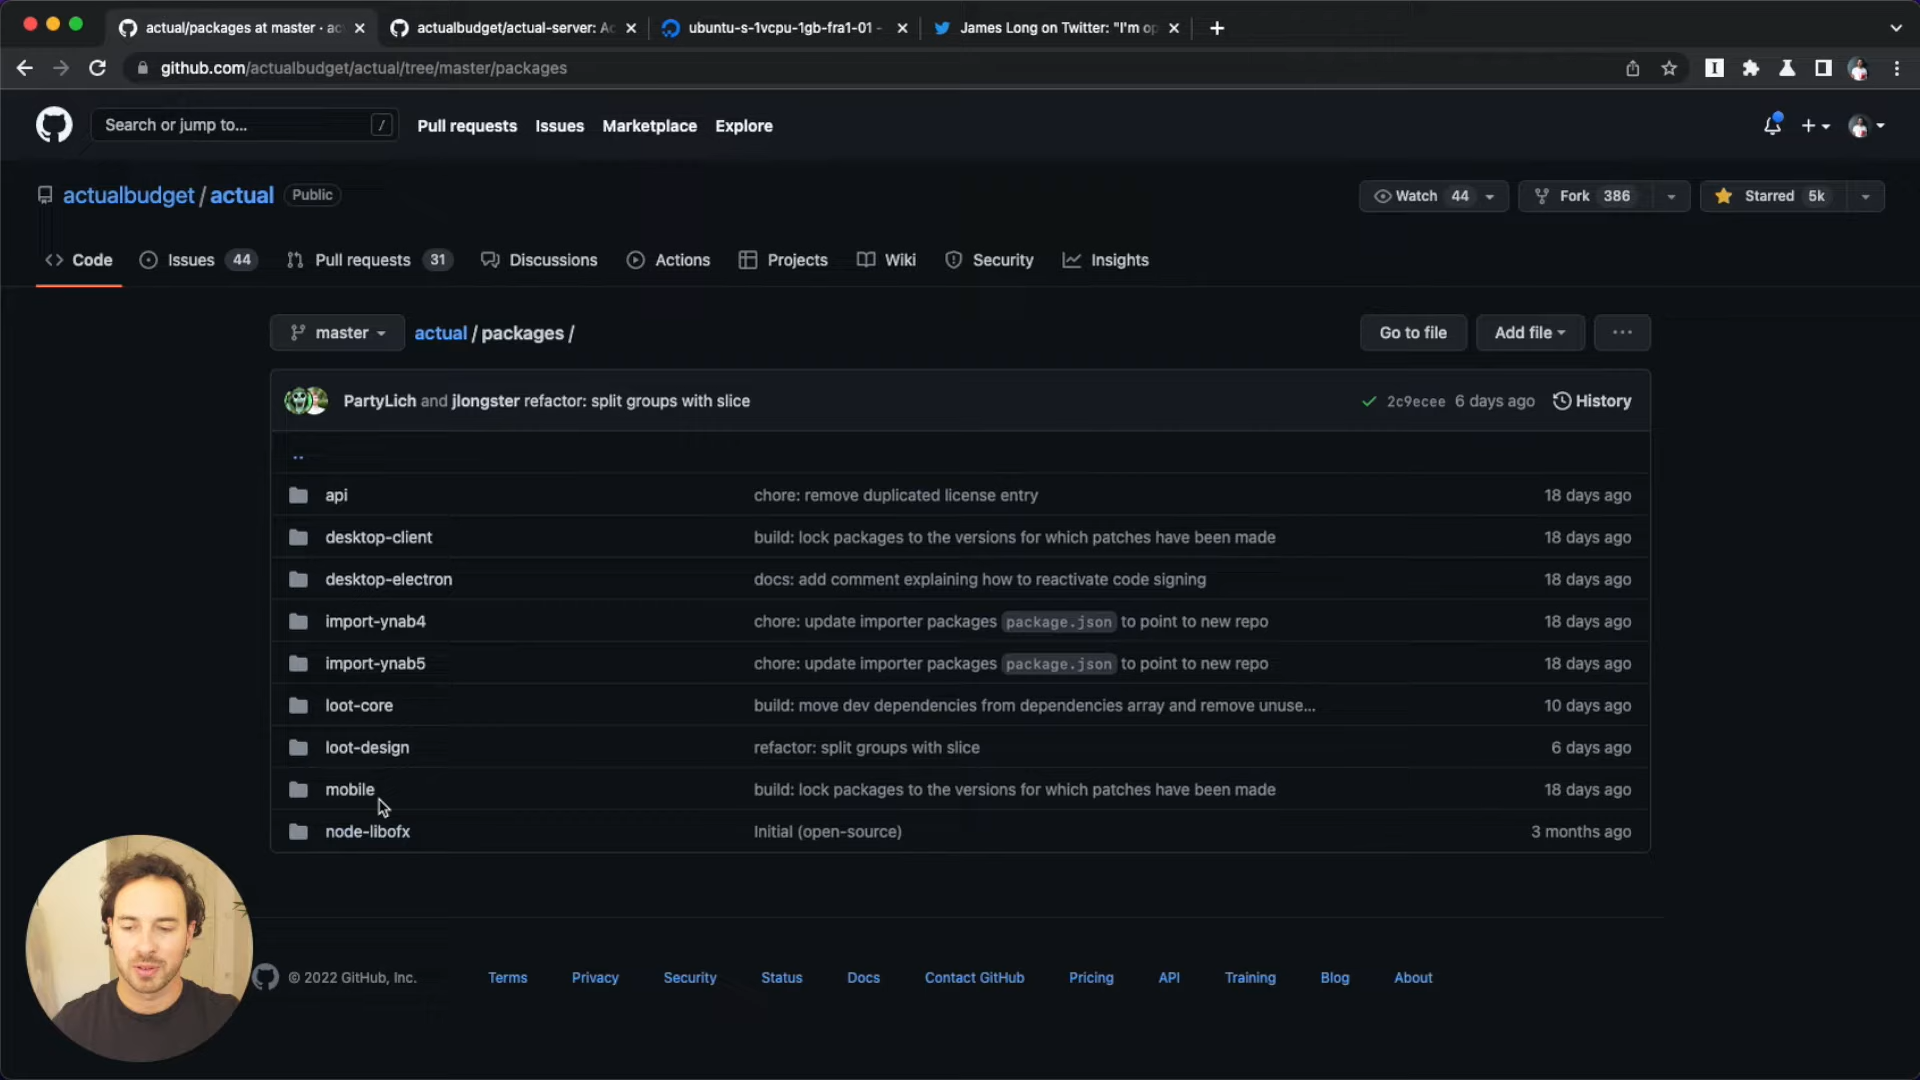 actual/packages at master · ac
actualbudget/actual-server: Ac
ubuntu-s-1vcpu-1gb-fra1-01 -
James Long on Twitter: "I'm op
github.com/actualbudget/actual/tree/master/packages
Search or jump to... /
Pull requests
Issues
Marketplace
Explore
actualbudget / actual Public
Watch 44
Fork 386
Starred 5k
Code
Issues 44
Pull requests 31
Discussions
Actions
Projects
Wiki
Security
Insights
master
actual / packages /
Go to file
Add file
PartyLich and jlongster refactor: split groups with slice
2c9ecee 6 days ago
History
..
api chore: remove duplicated license entry 18 days ago
desktop-client build: lock packages to the versions for which patches have been made 18 days ago
desktop-electron docs: add comment explaining how to reactivate code signing 18 days ago
import-ynab4 chore: update importer packages package.json to point to new repo 18 days ago
import-ynab5 chore: update importer packages package.json to point to new repo 18 days ago
loot-core build: move dev dependencies from dependencies array and remove unuse... 10 days ago
loot-design refactor: split groups with slice 6 days ago
mobile build: lock packages to the versions for which patches have been made 18 days ago
node-libofx Initial (open-source) 3 months ago
© 2022 GitHub, Inc.
Terms
Privacy
Security
Status
Docs
Contact GitHub
Pricing
API
Training
Blog
About